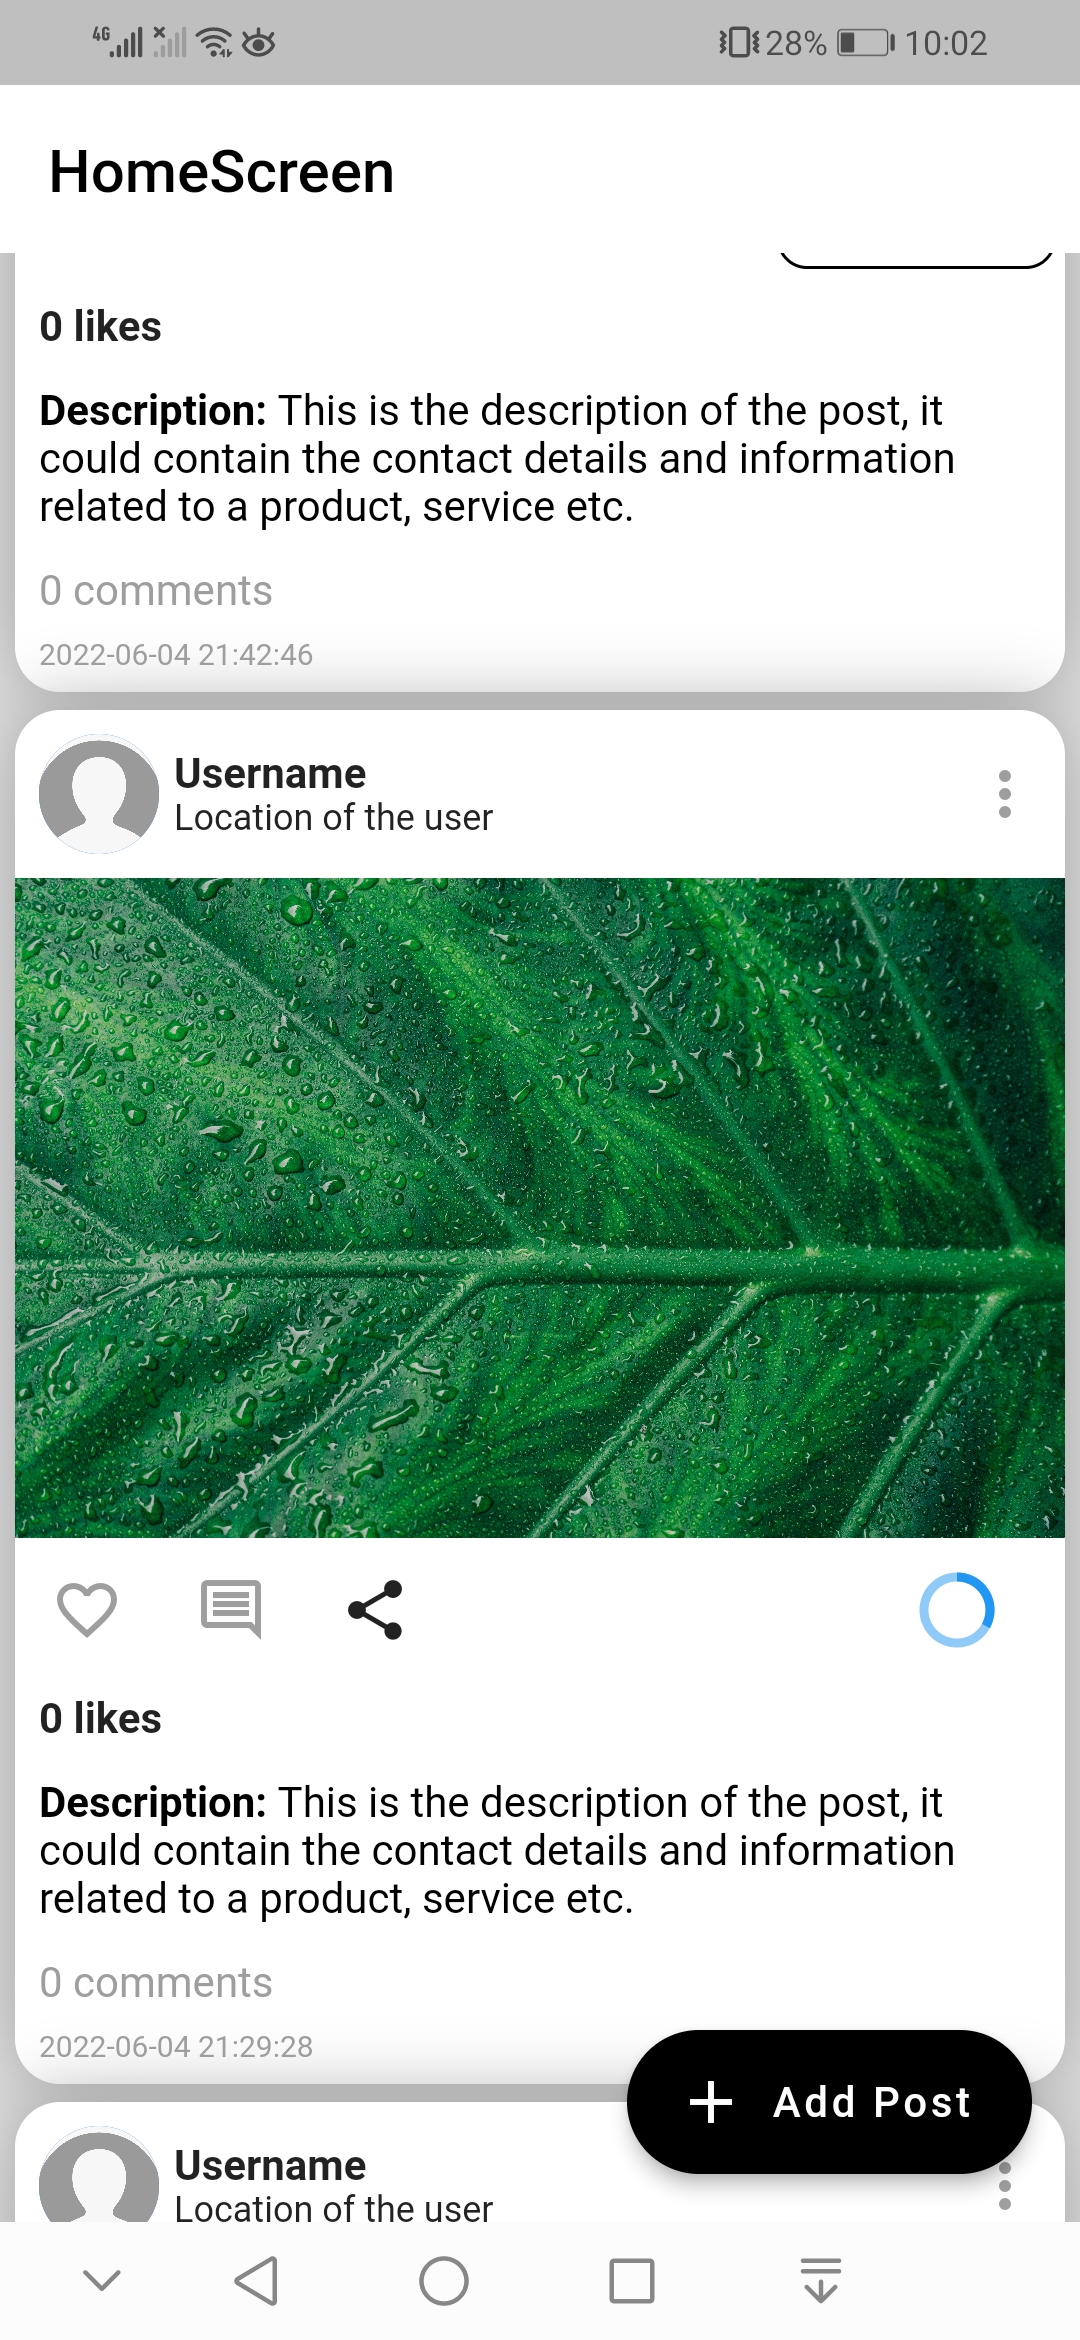 4G 28% 10:02
HomeScreen
0 likes
Description: This is the description of the post, it
could contain the contact details and information
related to a product, service etc.
0 comments
2022-06-04 21:42:46
Username
Location of the user
0 likes
Description: This is the description of the post, it
could contain the contact details and information
related to a product, service etc.
0 comments
2022-06-04 21:29:28
Add Post
Username
Location of the user